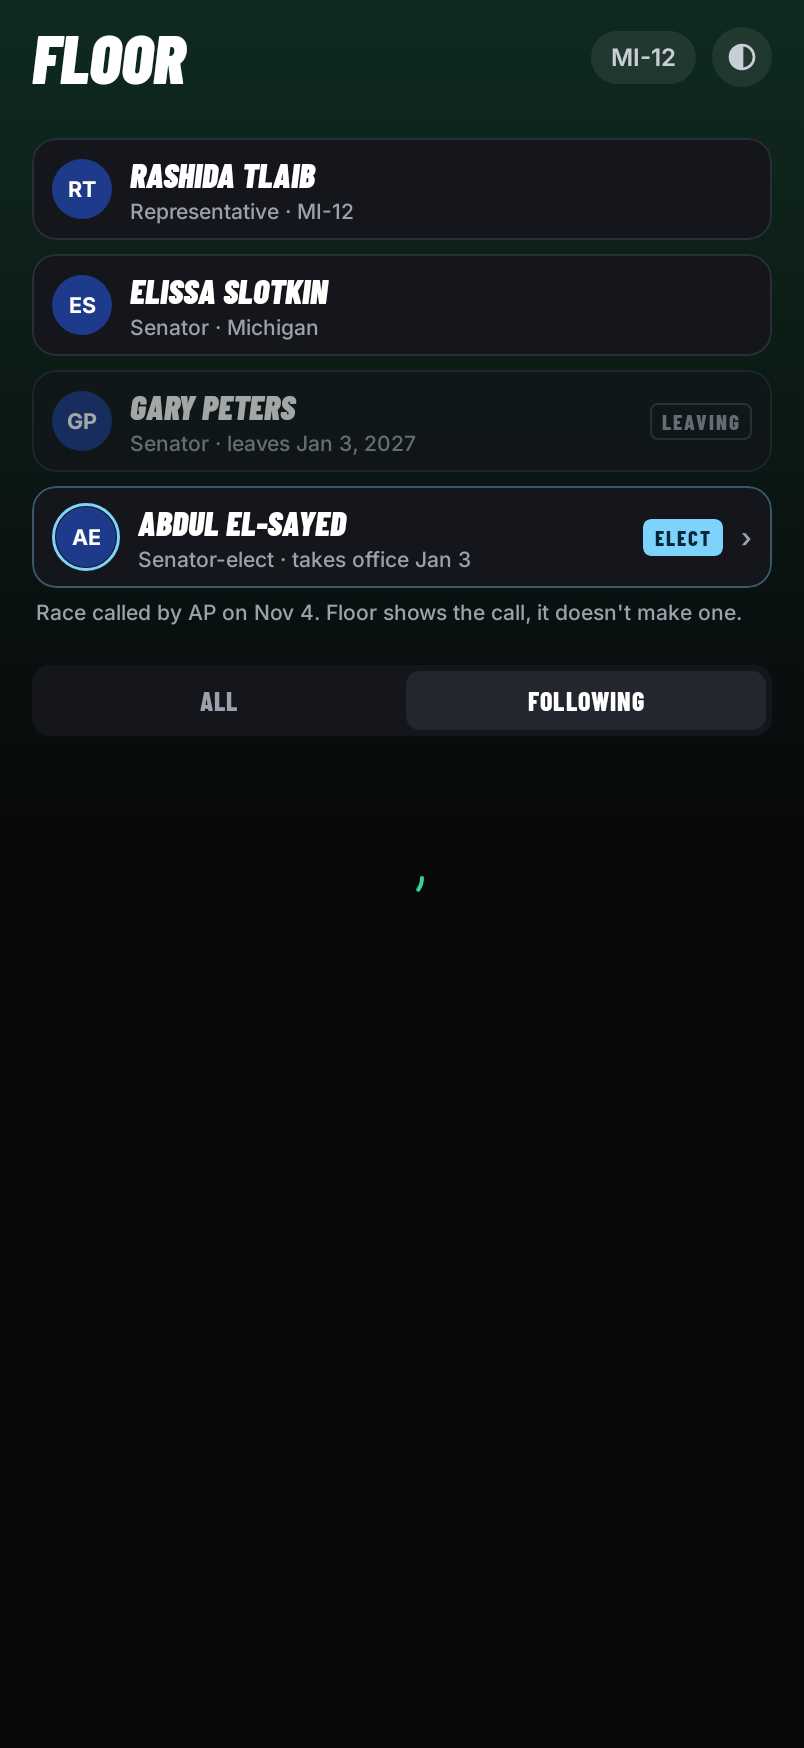 FLOOR
MI-12
RT
RASHIDA TLAIB
Representative · MI-12
ES
ELISSA SLOTKIN
Senator · Michigan
GP
GARY PETERS
Senator · leaves Jan 3, 2027
LEAVING
AE
ABDUL EL-SAYED
Senator-elect · takes office Jan 3
ELECT
Race called by AP on Nov 4. Floor shows the call, it doesn't make one.
ALL
FOLLOWING